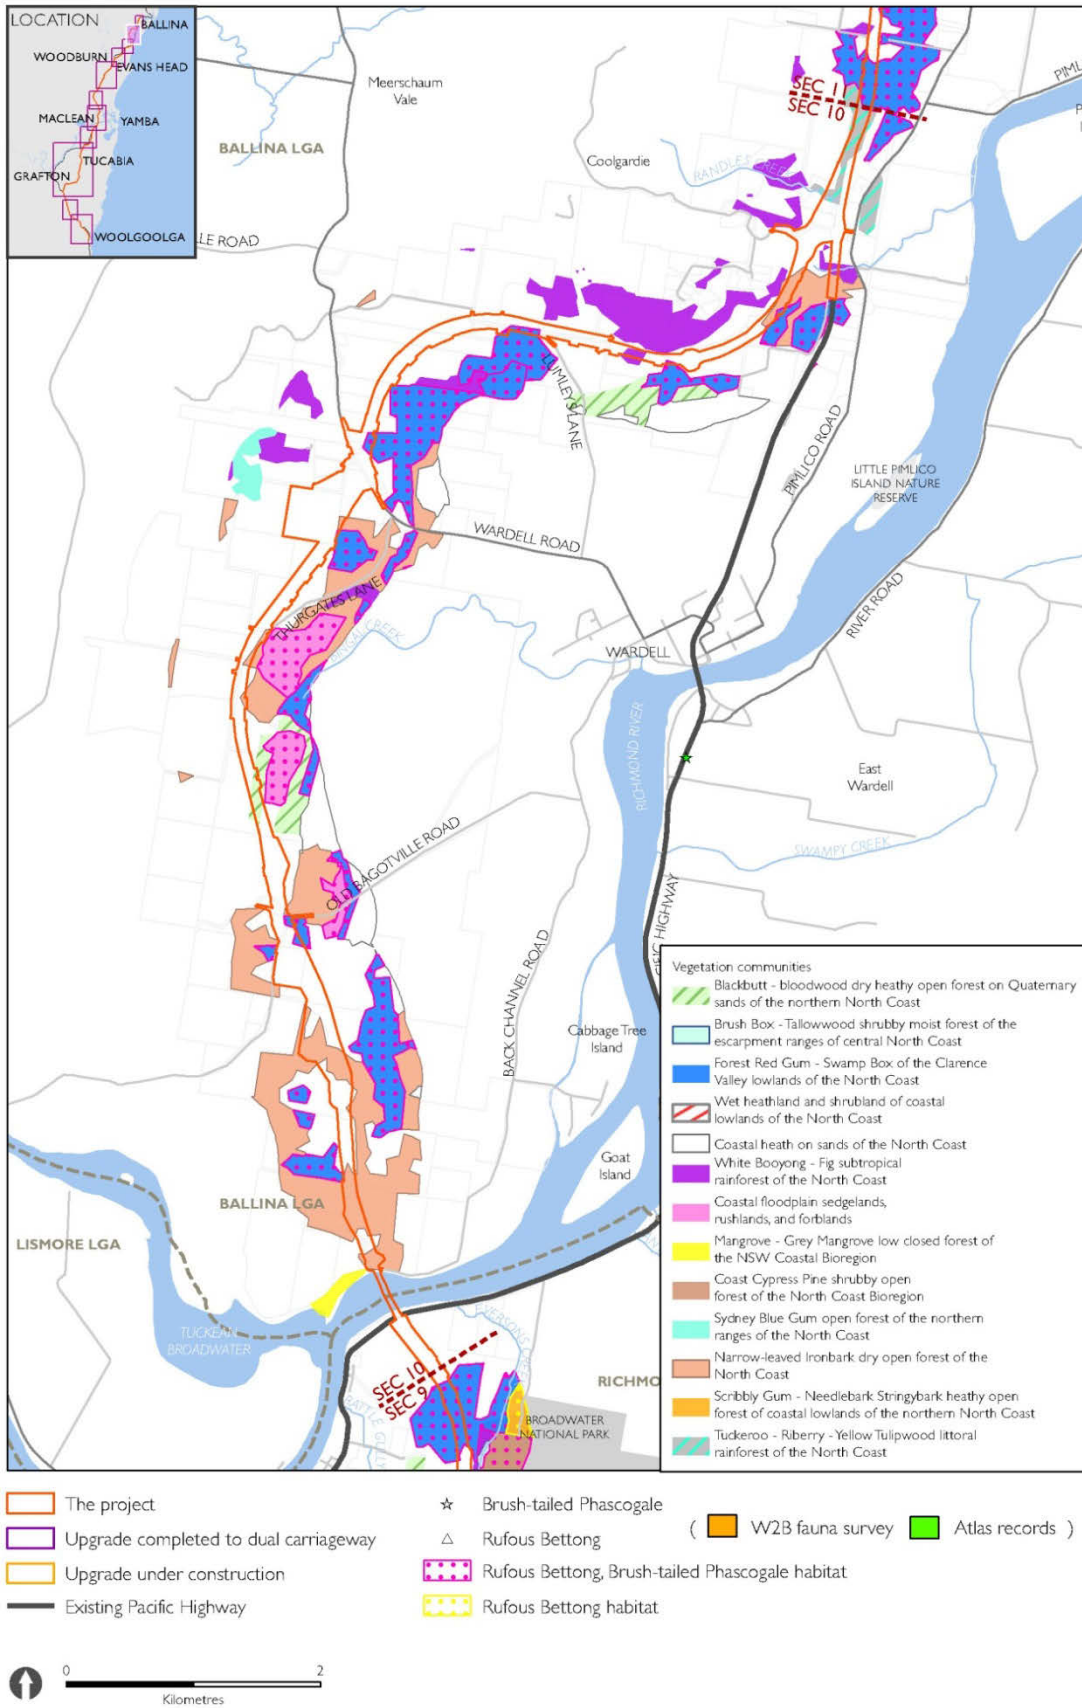 LOCATION
BALLINA
WOODBURN
EVANS HEAD
MACLEAN
YAMBA
TUCABIA
GRAFTON
WOOLGOOLGA
LLE ROAD
Meerschaum
Vale
BALLINA LGA
Coolgardie
RANDLES CREEK
SEC 11
SEC 10
LUMLEYS LANE
PIMLICO ROAD
LITTLE PIMLICO
ISLAND NATURE
RESERVE
WARDELL ROAD
THURGATES LANE
BINGAL CREEK
WARDELL
RIVER ROAD
RICHMOND RIVER
East
Wardell
SWAMPY CREEK
OLD BAGOTVILLE ROAD
BACK CHANNEL ROAD
CIFIC HIGHWAY
Cabbage Tree
Island
Goat
Island
BALLINA LGA
LISMORE LGA
TUCKEAN
BROADWATER
EVERSONS CREEK
SEC 10
SEC 9
RICHMO
BROADWATER
NATIONAL PARK
Vegetation communities
Blackbutt - bloodwood dry heathy open forest on Quaternary
sands of the northern North Coast
Brush Box - Tallowwood shrubby moist forest of the
escarpment ranges of central North Coast
Forest Red Gum - Swamp Box of the Clarence
Valley lowlands of the North Coast
Wet heathland and shrubland of coastal
lowlands of the North Coast
Coastal heath on sands of the North Coast
White Booyong - Fig subtropical
rainforest of the North Coast
Coastal floodplain sedgelands,
rushlands, and forblands
Mangrove - Grey Mangrove low closed forest of
the NSW Coastal Bioregion
Coast Cypress Pine shrubby open
forest of the North Coast Bioregion
Sydney Blue Gum open forest of the northern
ranges of the North Coast
Narrow-leaved Ironbark dry open forest of the
North Coast
Scribbly Gum - Needlebark Stringybark heathy open
forest of coastal lowlands of the northern North Coast
Tuckeroo - Riberry - Yellow Tulipwood littoral
rainforest of the North Coast
The project
Upgrade completed to dual carriageway
Upgrade under construction
Existing Pacific Highway
Brush-tailed Phascogale
Rufous Bettong
Rufous Bettong, Brush-tailed Phascogale habitat
Rufous Bettong habitat
( W2B fauna survey Atlas records )
0 2
Kilometres